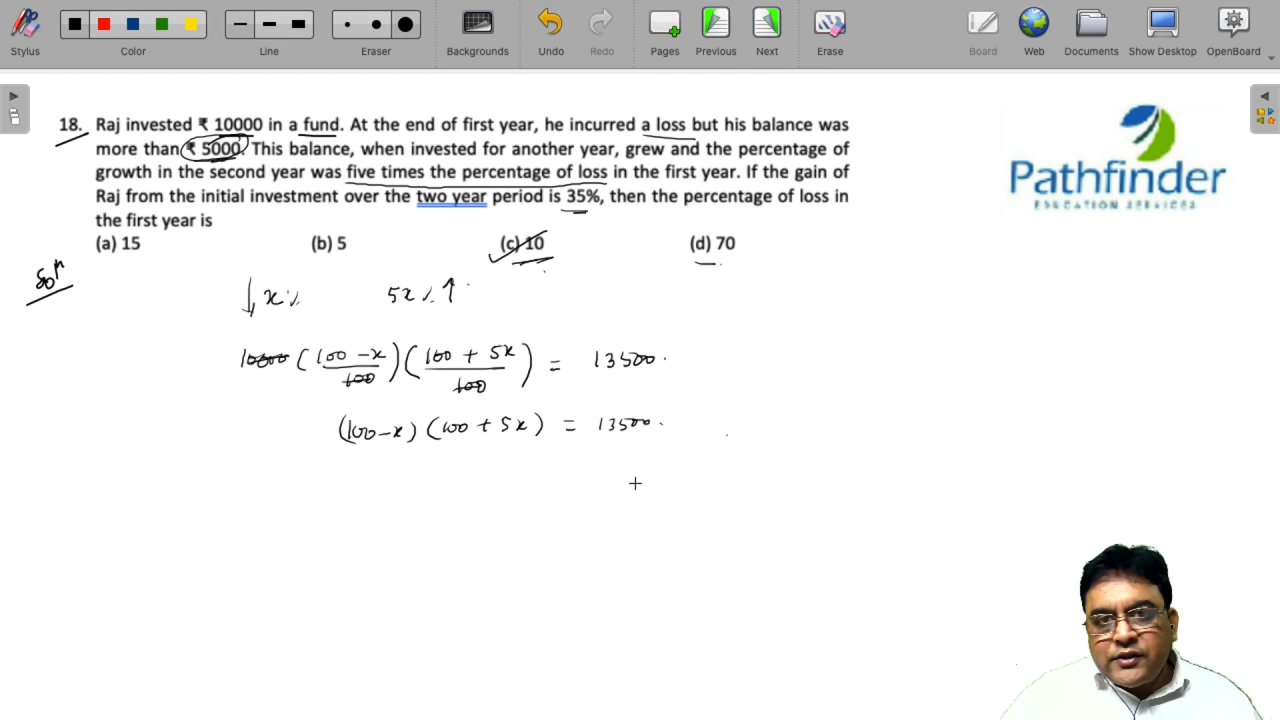 Stylus
Color
Line
Eraser
Backgrounds
Undo
Redo
Pages
Previous
Next
Erase
Board
Web
Documents
Show Desktop
OpenBoard
18. Raj invested ₹ 10000 in a fund. At the end of first year, he incurred a loss but his balance was
more than ₹ 5000. This balance, when invested for another year, grew and the percentage of
growth in the second year was five times the percentage of loss in the first year. If the gain of
Raj from the initial investment over the two year period is 35%, then the percentage of loss in
the first year is
(a) 15 (b) 5 (c) 10 (d) 70
Pathfinder
EDUCATION SERVICES
Solⁿ
↓ x% 5x% ↑
10000 (100 - x / 100) (100 + 5x / 100) = 13500.
(100 - x) (100 + 5x) = 13500.